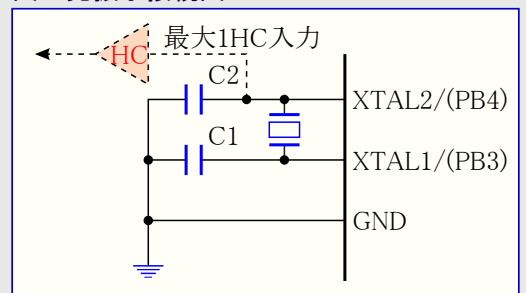 HC
最大1HC入力
C2
XTAL2/(PB4)
C1
XTAL1/(PB3)
GND